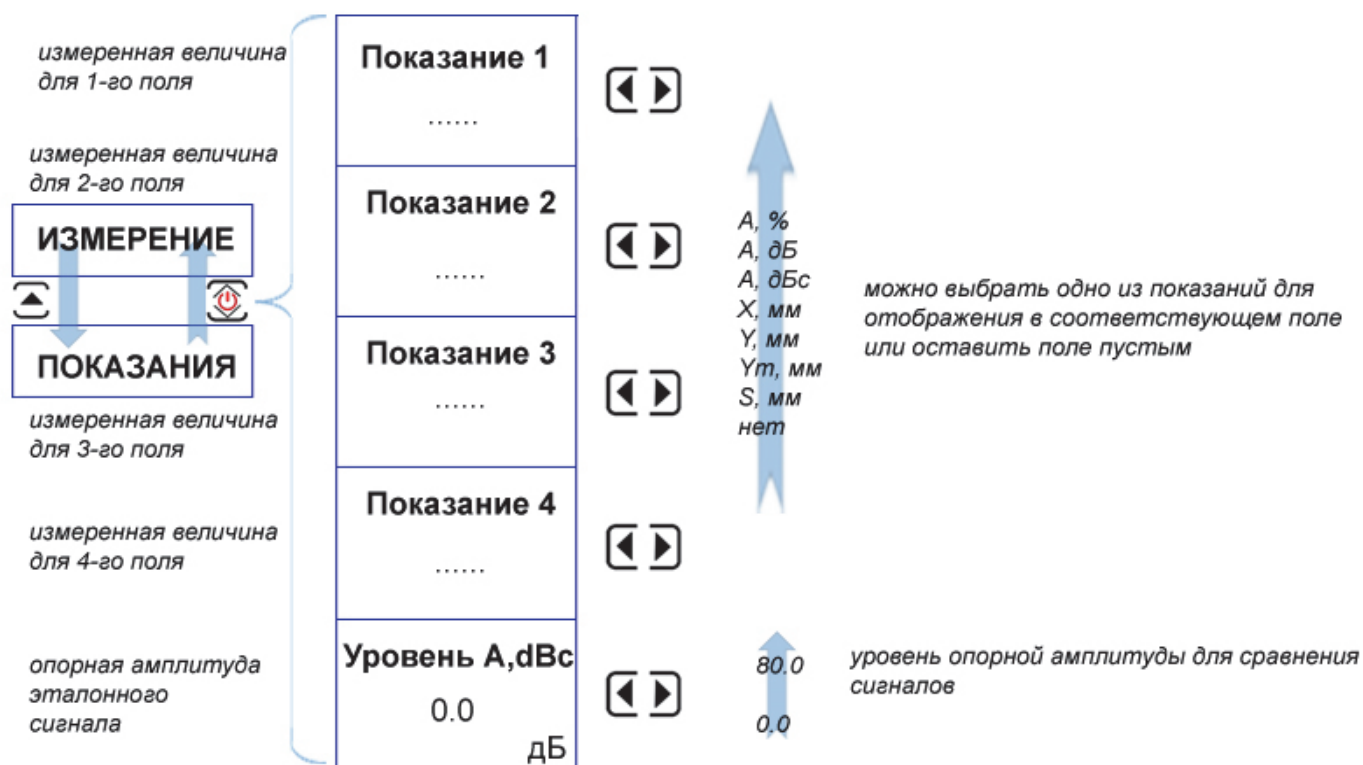 измеренная величина
для 1-го поля
измеренная величина
для 2-го поля
ИЗМЕРЕНИЕ
ПОКАЗАНИЯ
измеренная величина
для 3-го поля
измеренная величина
для 4-го поля
опорная амплитуда
эталонного
сигнала
Показание 1
......
Показание 2
......
Показание 3
......
Показание 4
......
Уровень A,dBc
0.0
дБ
А, %
А, дБ
А, дБс
X, мм
Y, мм
Yт, мм
S, мм
нет
можно выбрать одно из показаний для
отображения в соответствующем поле
или оставить поле пустым
80.0
0.0
уровень опорной амплитуды для сравнения
сигналов